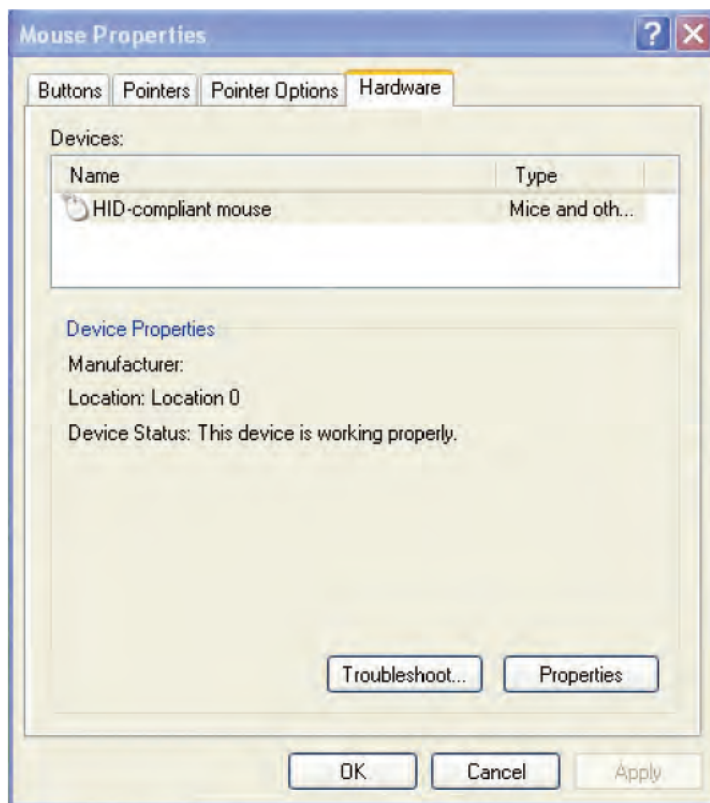 Mouse Properties
?
Buttons Pointers Pointer Options Hardware
Devices:
Name Type
HID-compliant mouse Mice and oth...
Device Properties
Manufacturer:
Location: Location 0
Device Status: This device is working properly.
Troubleshoot... Properties
OK Cancel Apply